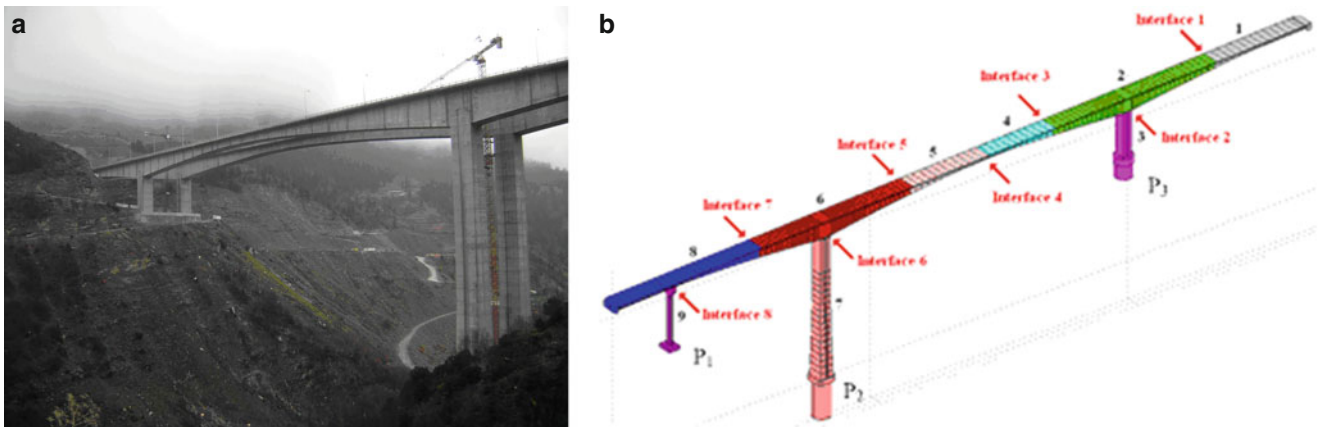 a
b
Interface 1
1
2
Interface 3
4
3
Interface 2
P3
Interface 5
5
Interface 4
6
Interface 7
8
Interface 6
7
9
Interface 8
P1
P2